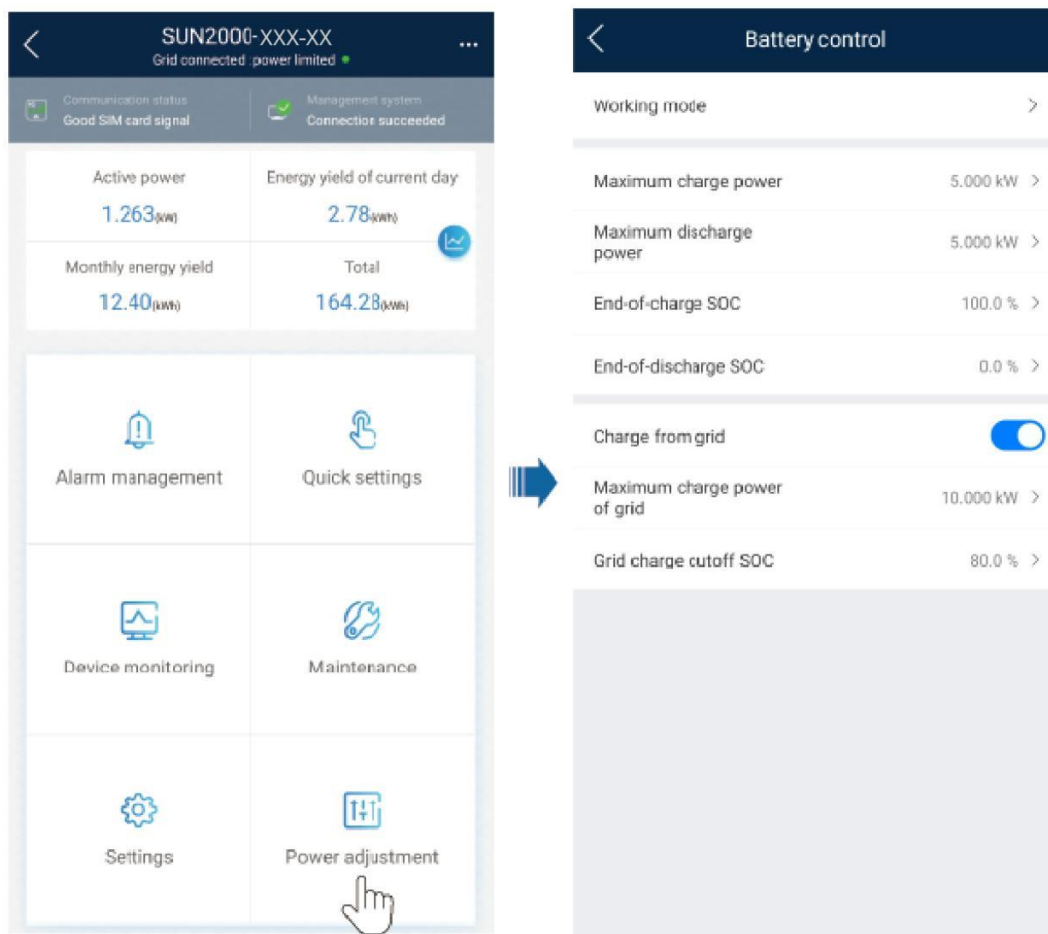 SUN2000-XXX-XX
Grid connected :power limited
Communication status
Good SIM card signal
Management system
Connection succeeded
Active power
1.263(kW)
Energy yield of current day
2.78(kWh)
Monthly energy yield
12.40(kWh)
Total
164.28(kWh)
Alarm management
Quick settings
Device monitoring
Maintenance
Settings
Power adjustment
Battery control
Working mode
Maximum charge power
5.000 kW
Maximum discharge
power
5.000 kW
End-of-charge SOC
100.0 %
End-of-discharge SOC
0.0 %
Charge from grid
Maximum charge power
of grid
10.000 kW
Grid charge cutoff SOC
80.0 %